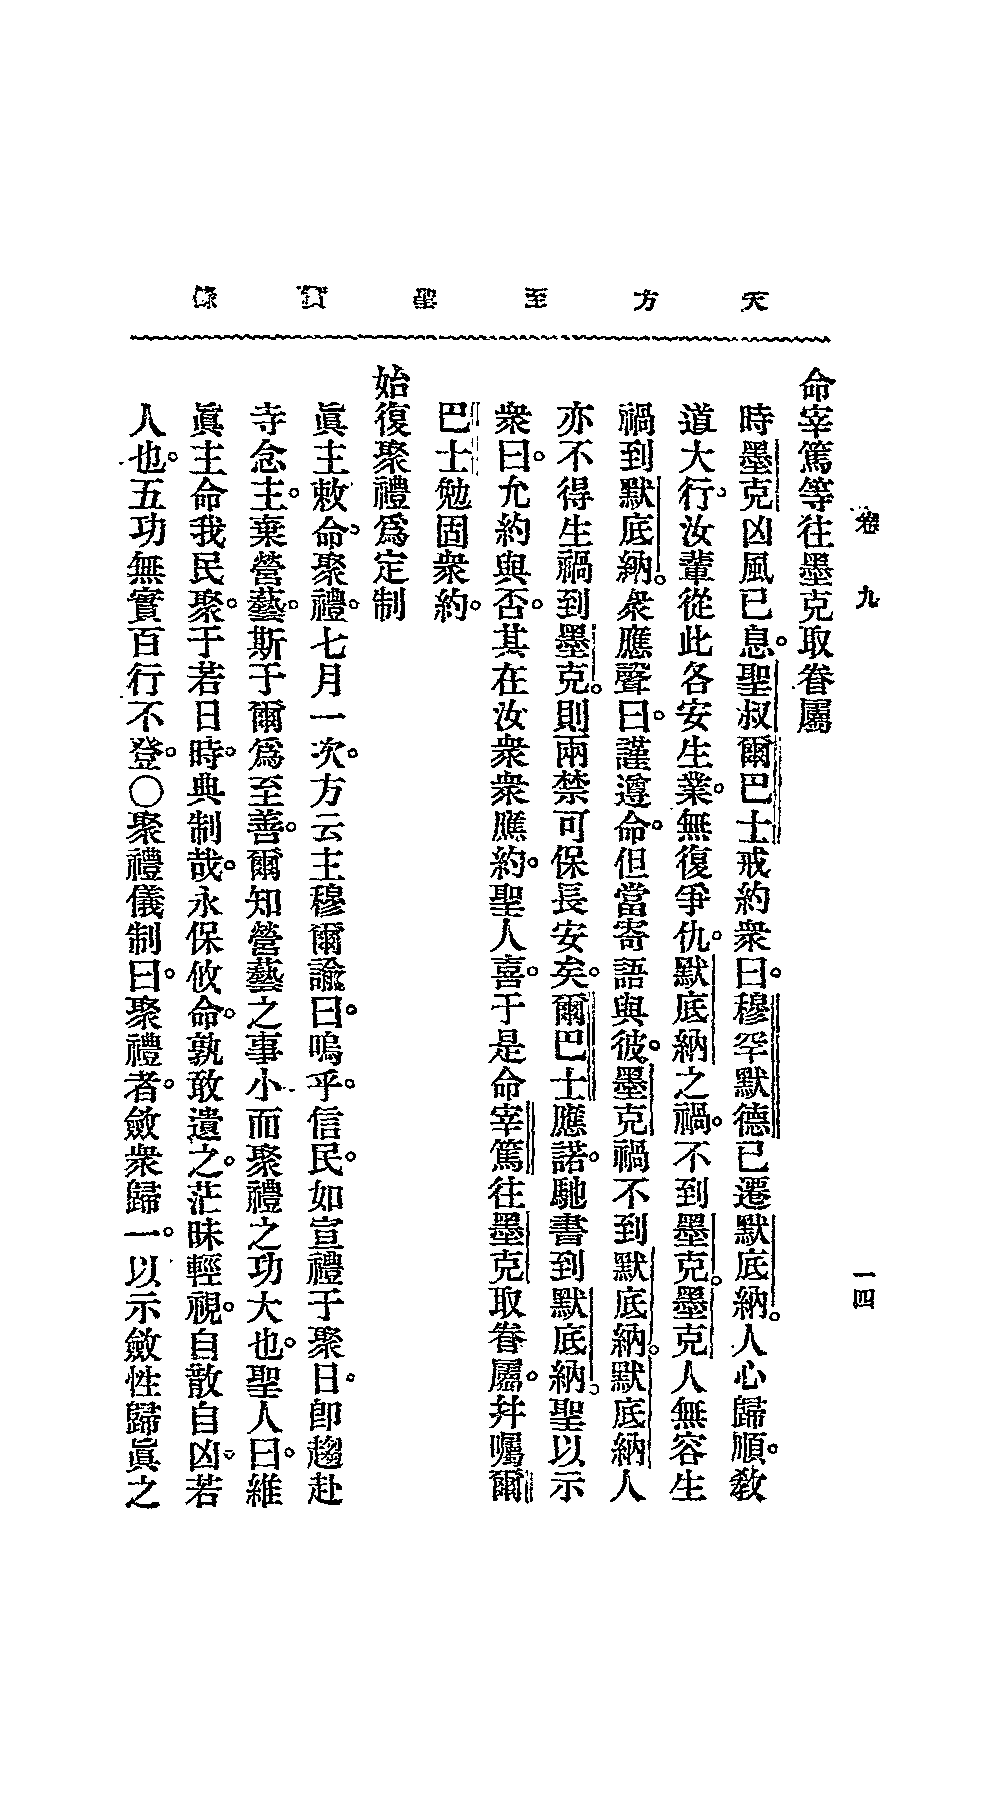 天方至聖實錄
卷九
一四
命宰篤等往墨克取眷屬
時墨克凶風已息。聖叔爾巴士戒約衆曰。穆罕默德已遷默底納。人心歸順。敎
道大行。汝輩從此各安生業。無復爭仇。默底納之禍。不到墨克。墨克人無容生
禍到默底納。衆應聲曰。謹遵命。但當寄語與彼。墨克禍不到默底納。默底納人
亦不得生禍到墨克。則兩禁可保長安矣。爾巴士應諾。馳書到默底納。聖以示
衆曰。允約與否。其在汝衆衆應約。聖人喜。于是命宰篤往墨克取眷屬。幷囑爾
巴士勉固衆約。
始復聚禮爲定制
眞主敕命。聚禮。七月一次。方云主穆爾諭曰。嗚乎。信民。如宣禮于聚日。卽趨赴
寺念主。棄營藝。斯于爾爲至善。爾知營藝之事小而聚禮之功大也。聖人曰。維
眞主命我民聚。于若日時。典制哉。永保攸命。孰敢遺之。茫昧輕視。自散自凶。若
人也。五功無實百行不登。〇聚禮儀制曰。聚禮者。斂衆歸一。以示斂性歸眞之